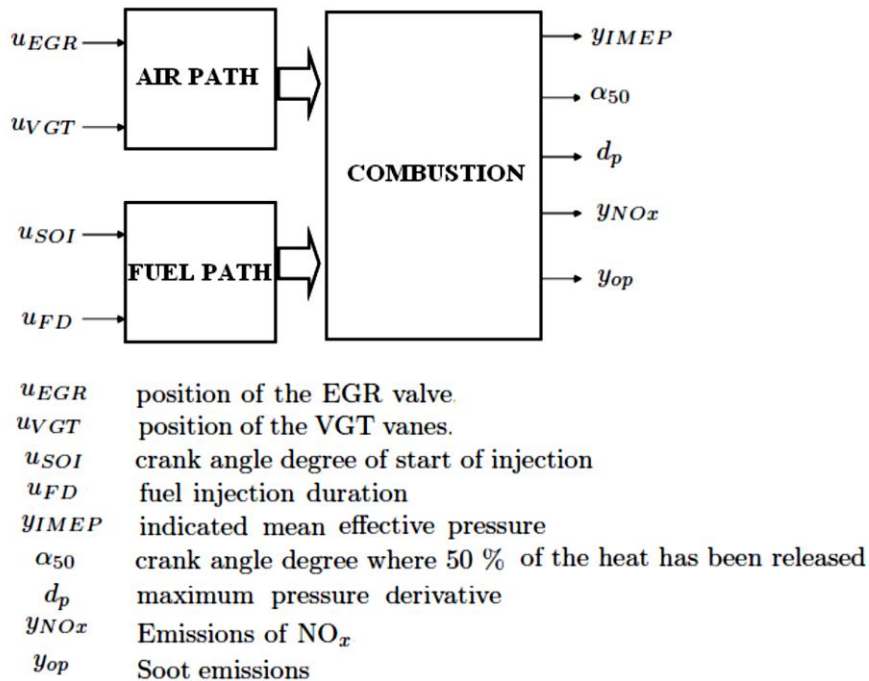 u_EGR
AIR PATH
u_VGT
u_SOI
FUEL PATH
u_FD
COMBUSTION
y_IMEP
α_50
d_p
y_NOx
y_op
u_EGR position of the EGR valve.
u_VGT position of the VGT vanes.
u_SOI crank angle degree of start of injection
u_FD fuel injection duration
y_IMEP indicated mean effective pressure
α_50 crank angle degree where 50 % of the heat has been released
d_p maximum pressure derivative
y_NOx Emissions of NO_x
y_op Soot emissions